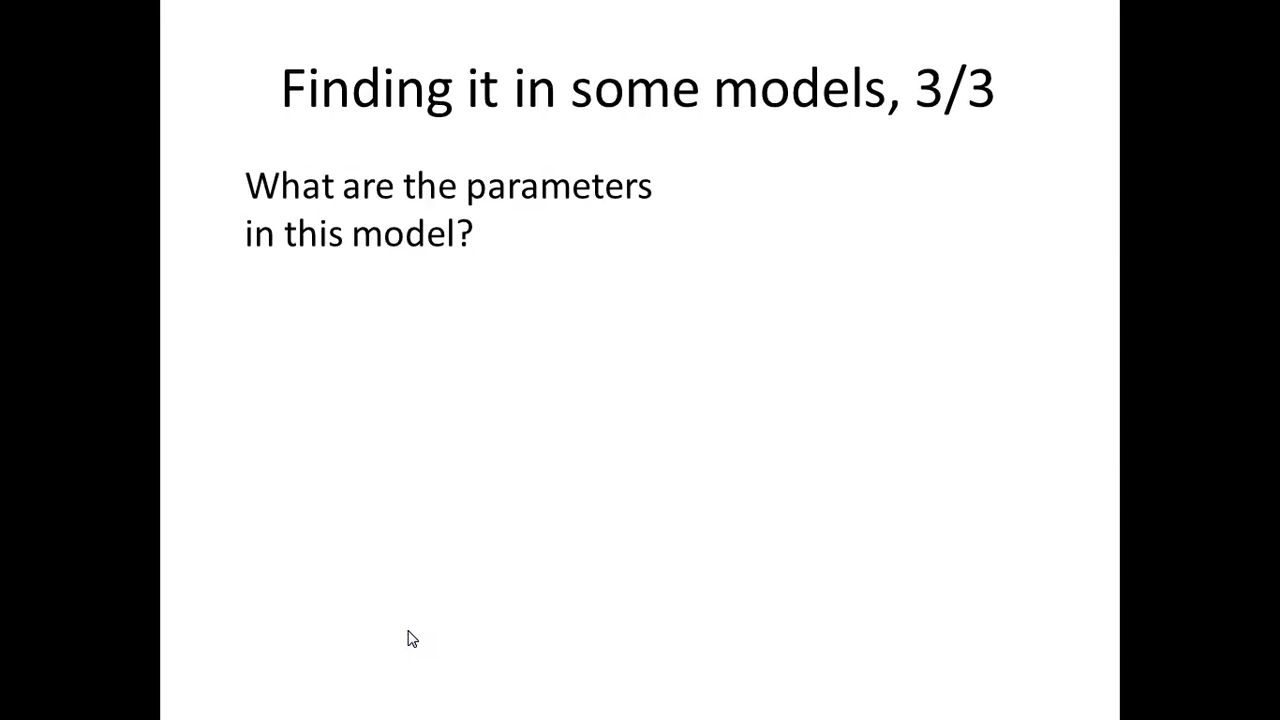 Finding it in some models, 3/3
What are the parameters
in this model?